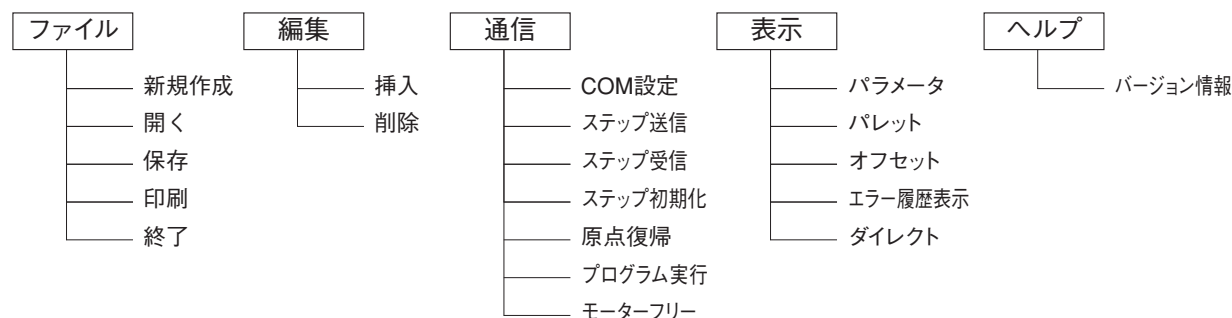 ファイル
新規作成
開く
保存
印刷
終了
編集
挿入
削除
通信
COM設定
ステップ送信
ステップ受信
ステップ初期化
原点復帰
プログラム実行
モーターフリー
表示
パラメータ
パレット
オフセット
エラー履歴表示
ダイレクト
ヘルプ
バージョン情報